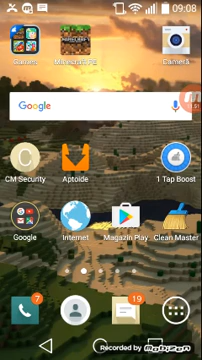 09:08
Games
Camera
Google
CM Security
Aptoide
1 Tap Boost
Google
Internet
Magazin Play
Clean Master
7
19
Recorded by